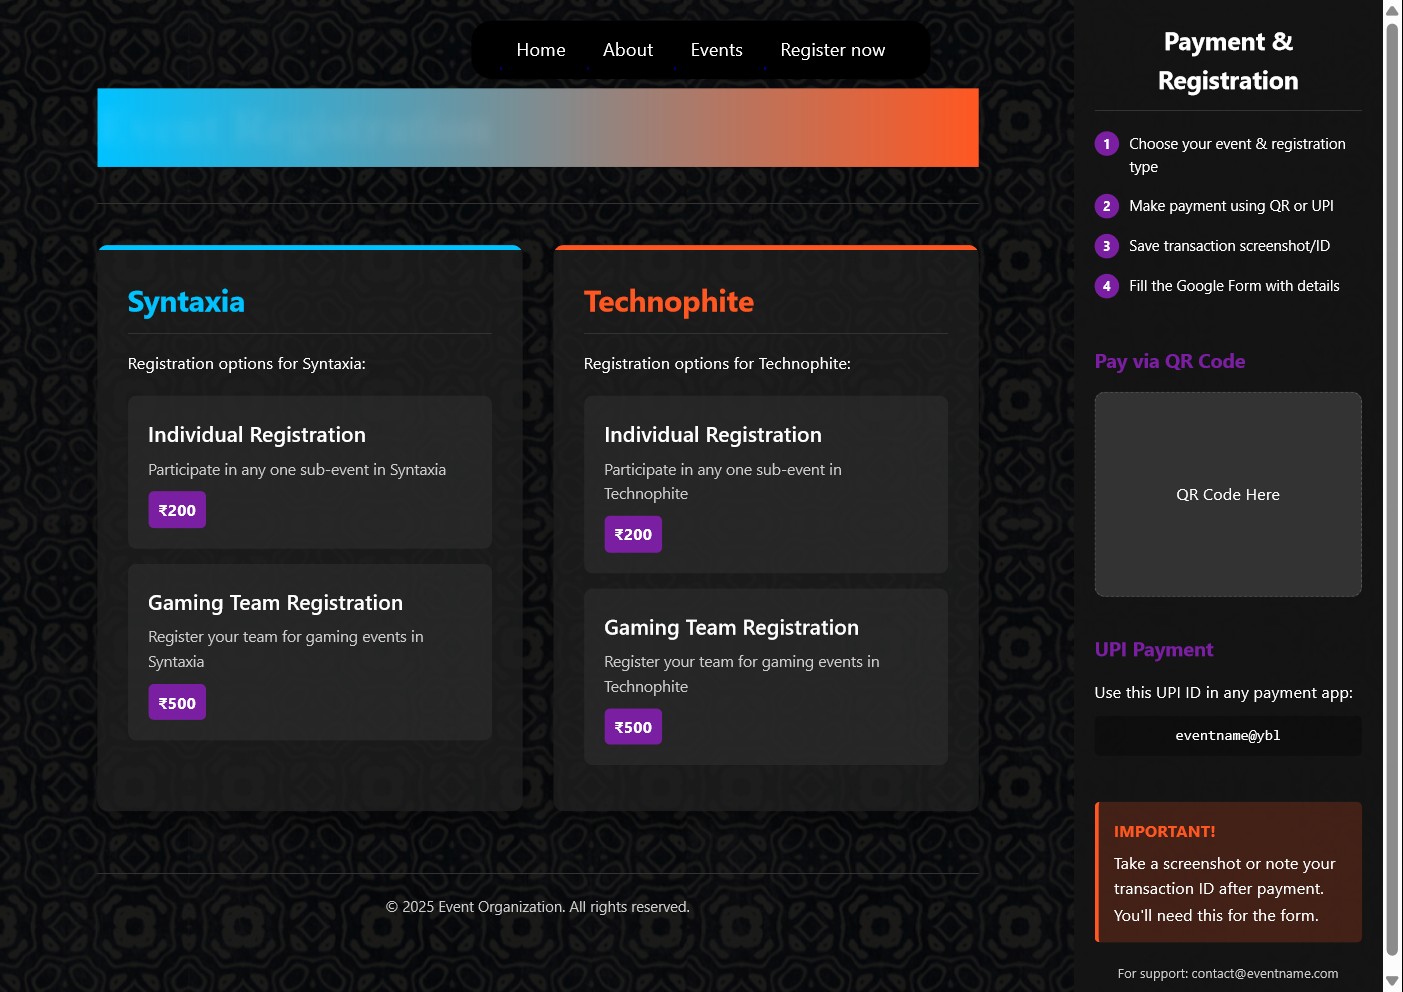 Home
About
Events
Register now
Event Registration
Syntaxia
Registration options for Syntaxia:
Individual Registration
Participate in any one sub-event in Syntaxia
₹200
Gaming Team Registration
Register your team for gaming events in
Syntaxia
₹500
Technophite
Registration options for Technophite:
Individual Registration
Participate in any one sub-event in
Technophite
₹200
Gaming Team Registration
Register your team for gaming events in
Technophite
₹500
© 2025 Event Organization. All rights reserved.
Payment &
Registration
1 Choose your event & registration
type
2 Make payment using QR or UPI
3 Save transaction screenshot/ID
4 Fill the Google Form with details
Pay via QR Code
QR Code Here
UPI Payment
Use this UPI ID in any payment app:
eventname@ybl
IMPORTANT!
Take a screenshot or note your
transaction ID after payment.
You'll need this for the form.
For support: contact@eventname.com